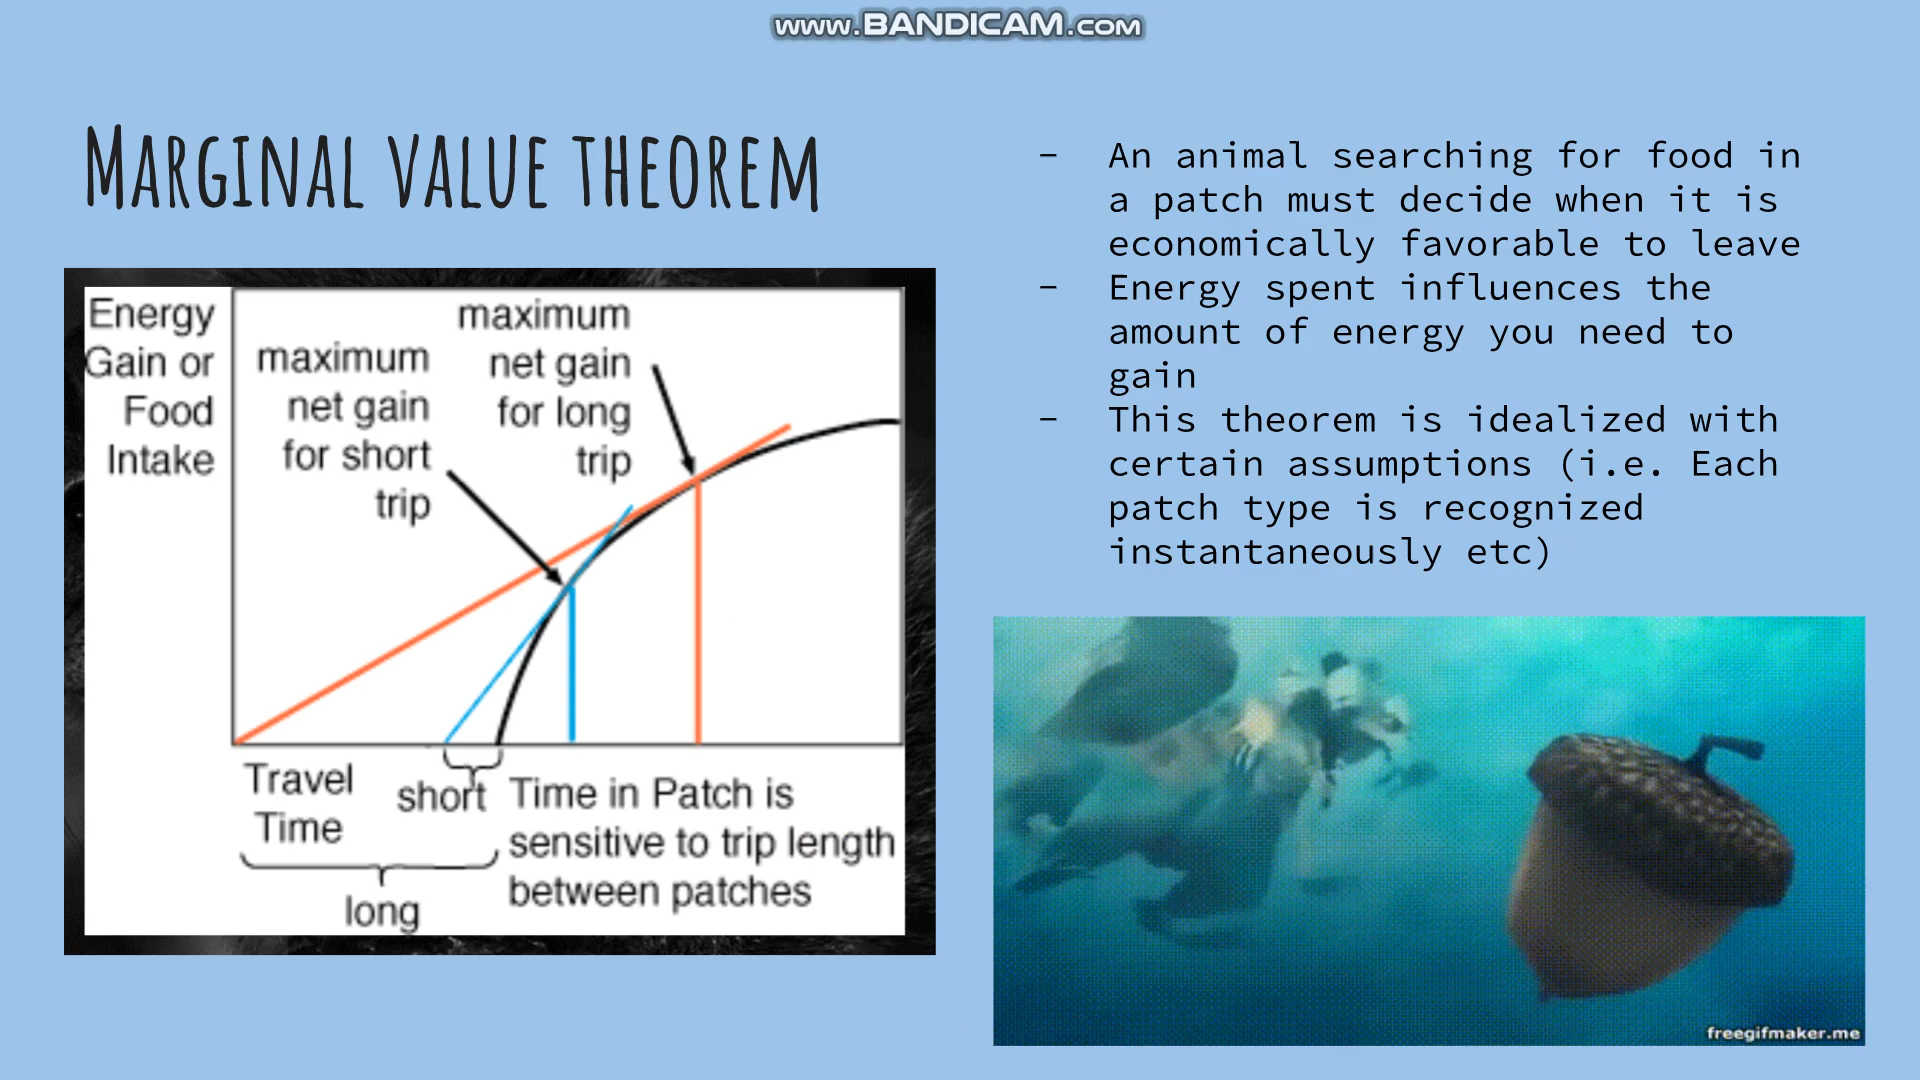 www.BANDICAM.com
MARGINAL VALUE THEOREM
Energy
Gain or
Food
Intake
maximum
net gain
for short
trip
maximum
net gain
for long
trip
Travel
Time
short
long
Time in Patch is
sensitive to trip length
between patches
- An animal searching for food in
a patch must decide when it is
economically favorable to leave
- Energy spent influences the
amount of energy you need to
gain
- This theorem is idealized with
certain assumptions (i.e. Each
patch type is recognized
instantaneously etc)
freegifmaker.me